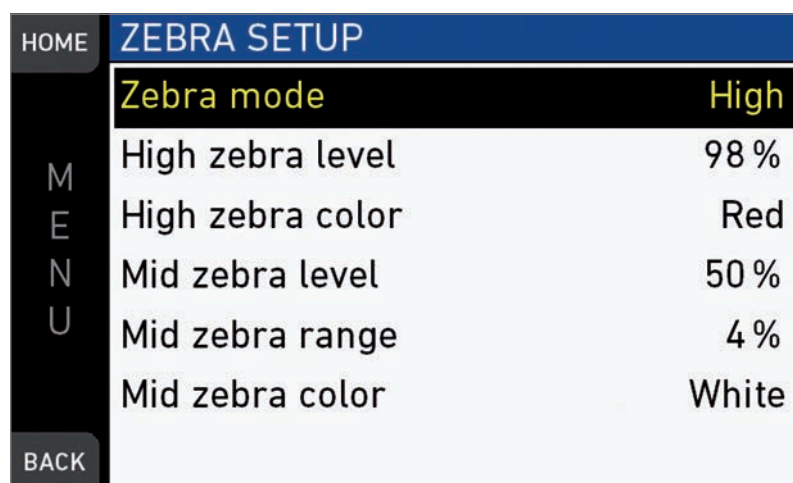 HOME ZEBRA SETUP
Zebra mode High
High zebra level 98 %
High zebra color Red
Mid zebra level 50 %
Mid zebra range 4 %
Mid zebra color White
MENU
BACK